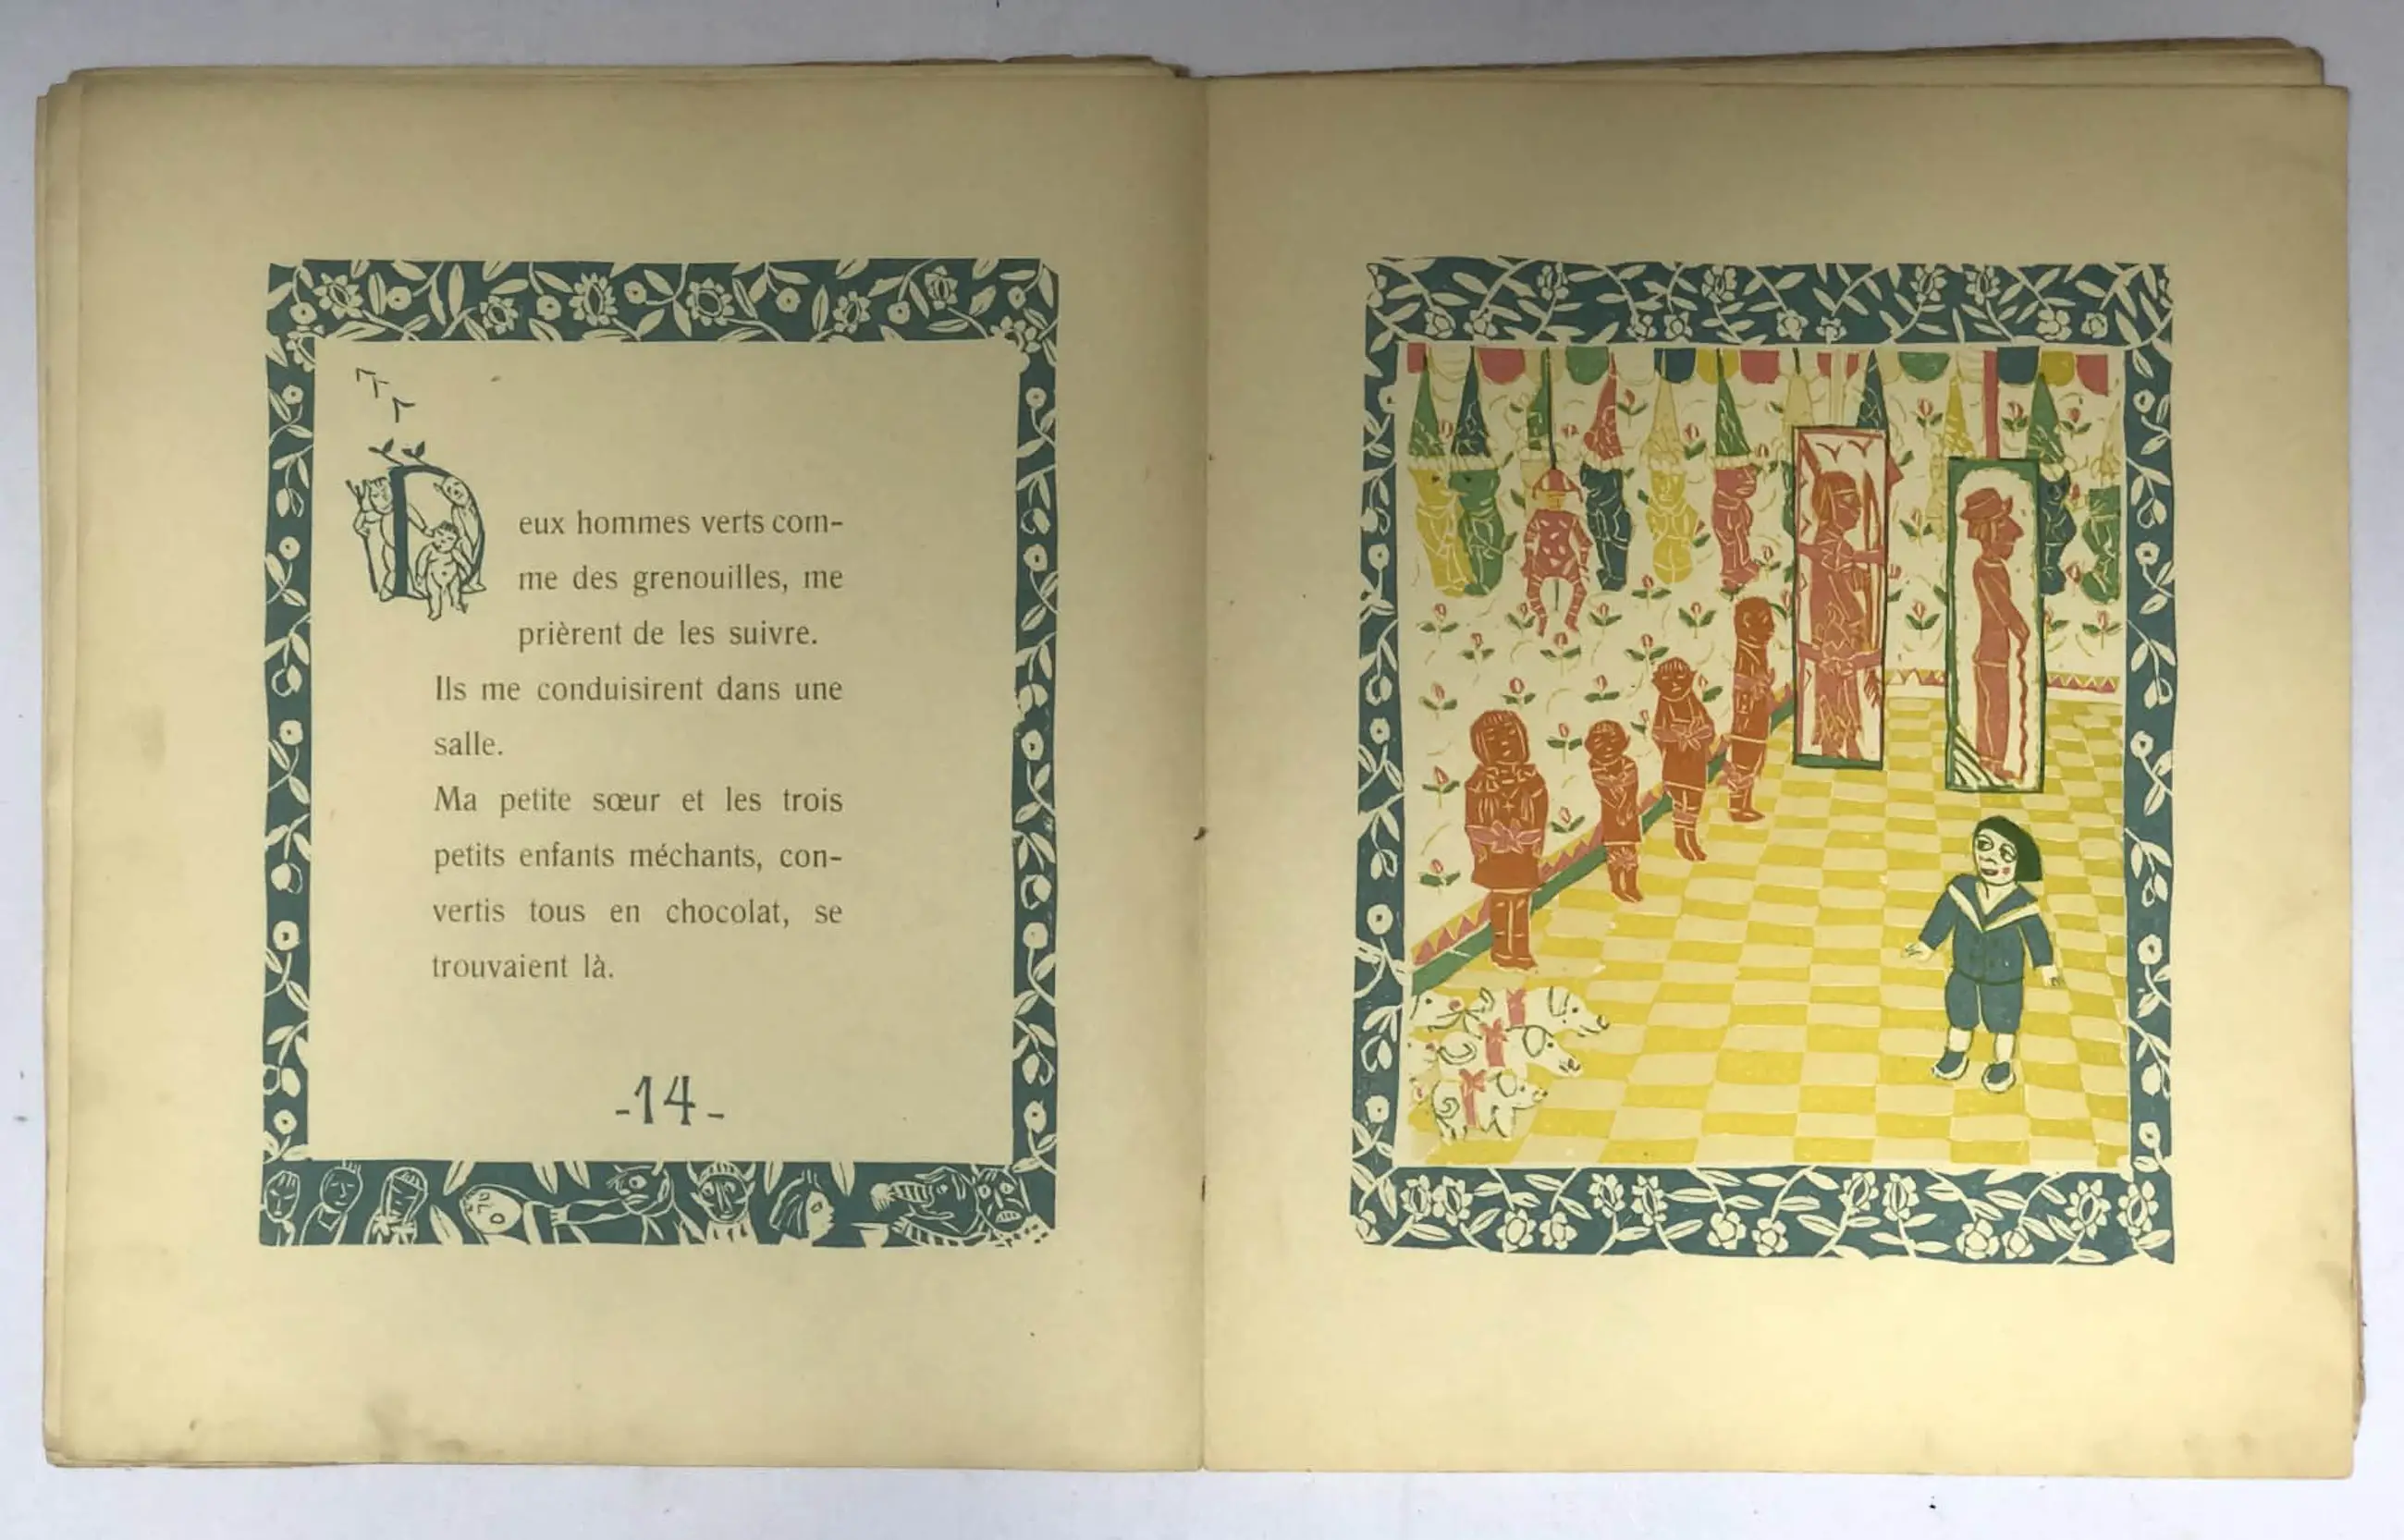 Deux hommes verts com-
me des grenouilles, me
prièrent de les suivre.
Ils me conduisirent dans une
salle.
Ma petite sœur et les trois
petits enfants méchants, con-
vertis tous en chocolat, se
trouvaient là.
-14-